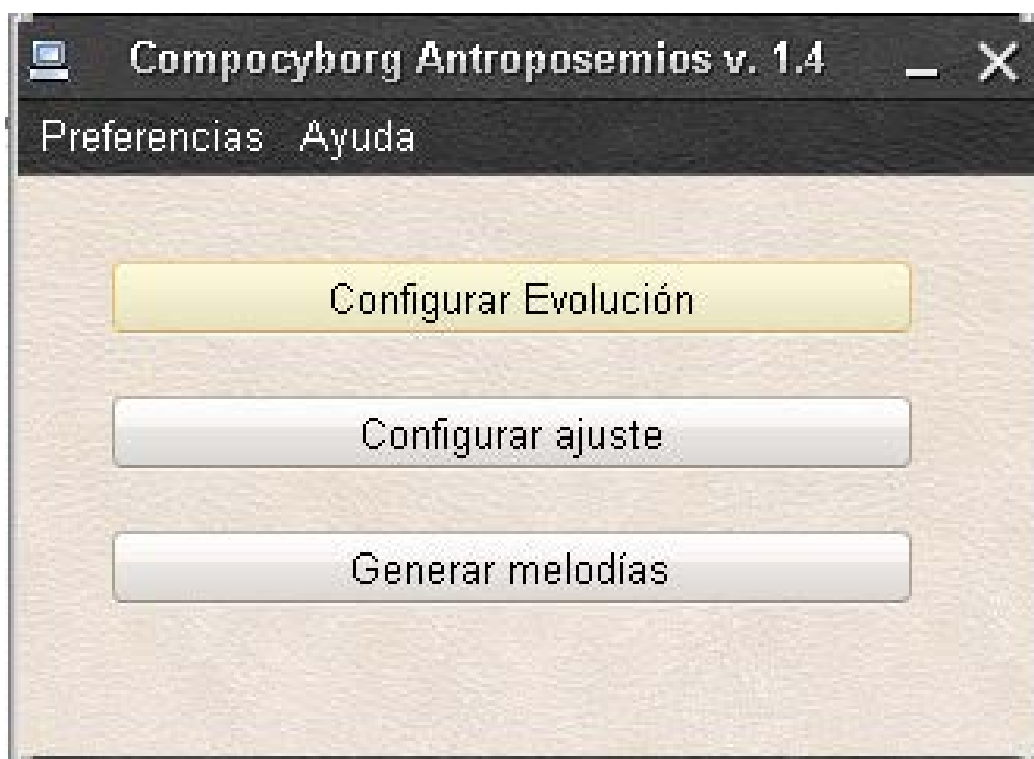 Compocyborg Antroposemios v. 1.4
Preferencias Ayuda
Configurar Evolución
Configurar ajuste
Generar melodías